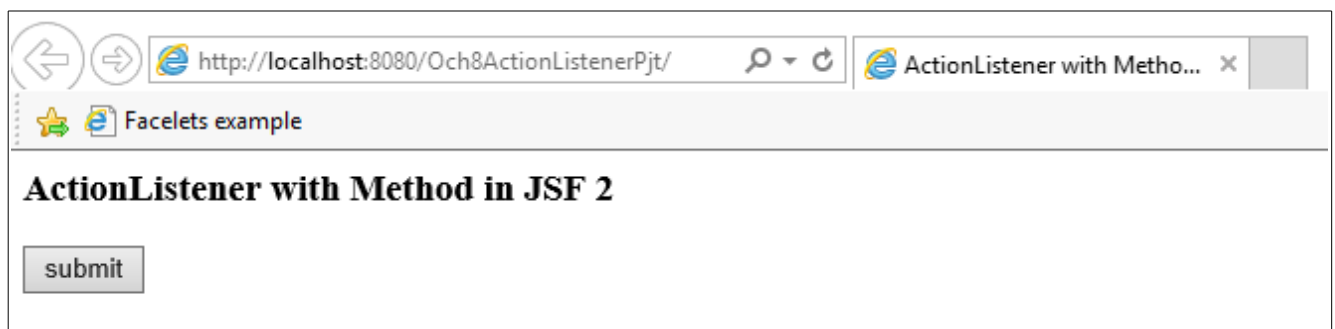 http://localhost:8080/Och8ActionListenerPjt/
ActionListener with Metho...
Facelets example
ActionListener with Method in JSF 2
submit